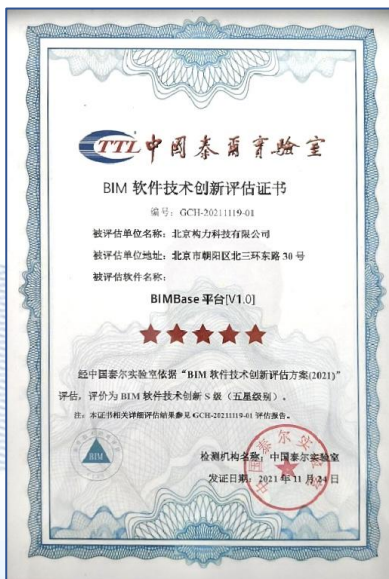 TTL 中国泰尔实验室
BIM 软件技术创新评估证书
编号：GCH-20211119-01
被评估单位名称：北京构力科技有限公司
被评估单位地址：北京市朝阳区北三环东路 30 号
被评估软件名称：
BIMBase 平台[V1.0]
经中国泰尔实验室依据“BIM 软件技术创新评估方案(2021)”
评估，评价为 BIM 软件技术创新 S 级（五星级别）。
注：本证书相关详细评估结果参见 GCH-20211119-01 评估报告。
BIM
检测机构名称：中国泰尔实验室
发证日期：2021 年 11 月 24 日
中国泰尔实验室